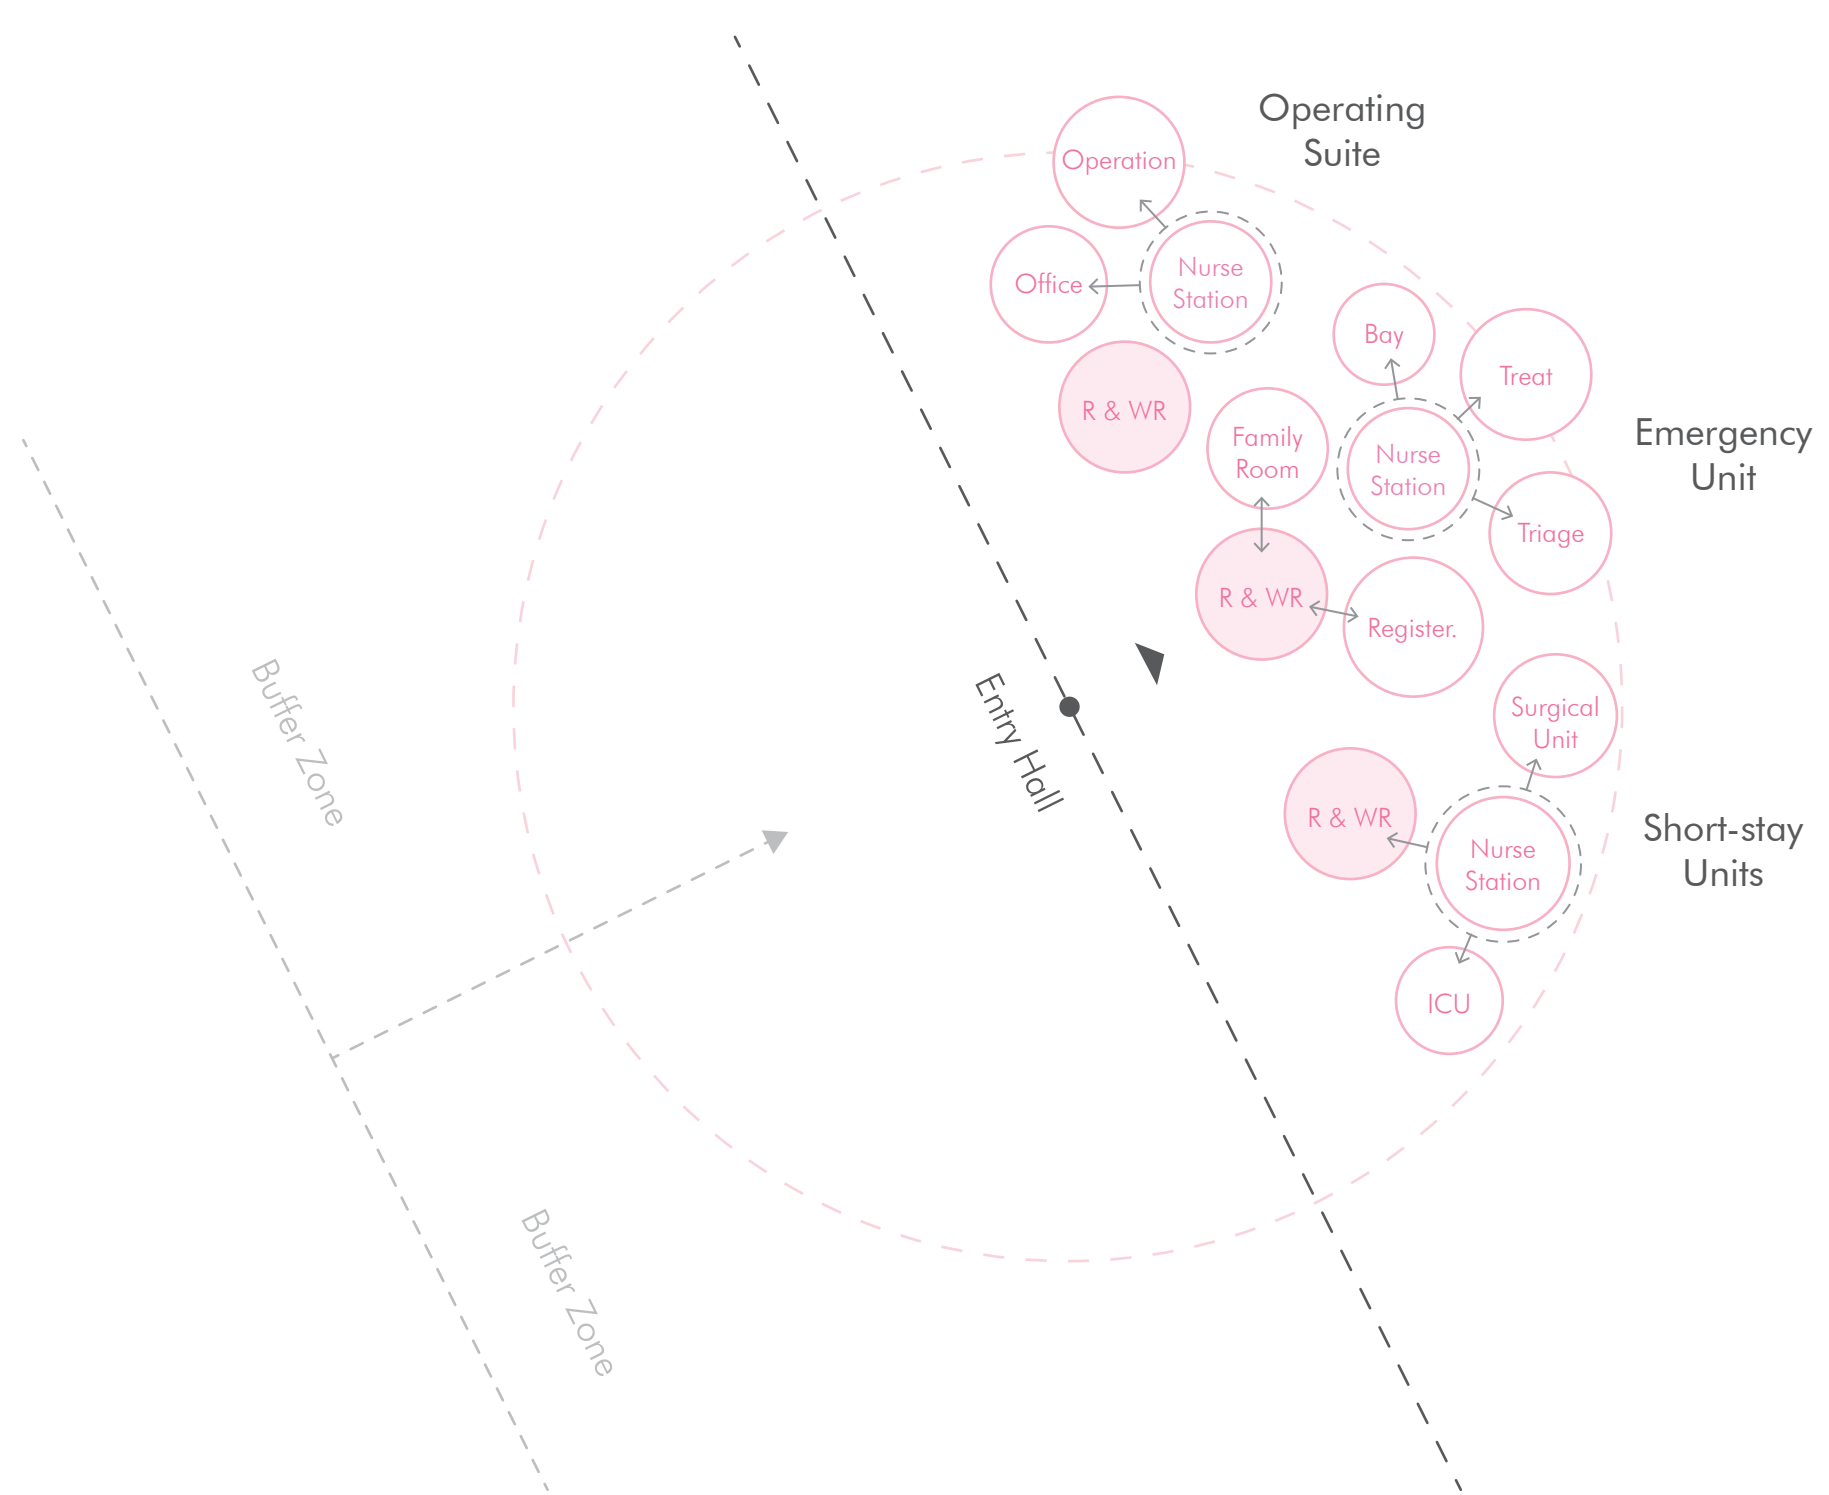 Operating
Suite
Operation
Nurse
Station
Office
R & WR
Bay
Treat
Family
Room
Nurse
Station
Emergency
Unit
Triage
R & WR
Register.
Entry Hall
Surgical
Unit
R & WR
Nurse
Station
Short-stay
Units
ICU
Buffer Zone
Buffer Zone